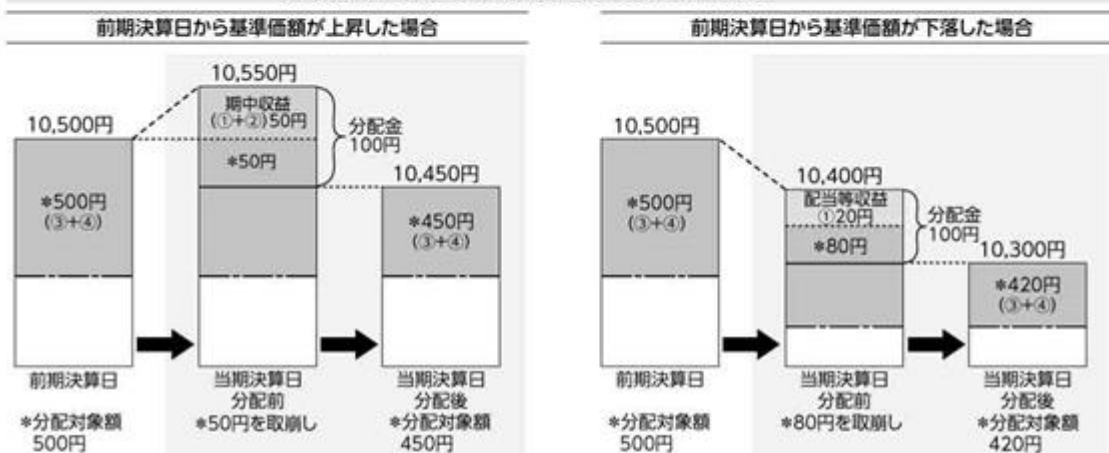 前期決算日から基準価額が上昇した場合
10,550円
期中収益
(①+②)50円
10,500円
分配金
100円
*50円
10,450円
*500円
(③+④)
*450円
(③+④)
前期決算日
当期決算日
分配前
当期決算日
分配後
*分配対象額
500円
*50円を取崩し
*分配対象額
450円
前期決算日から基準価額が下落した場合
10,500円
10,400円
配当等収益
①20円
分配金
100円
*500円
(③+④)
*80円
10,300円
*420円
(③+④)
前期決算日
当期決算日
分配前
当期決算日
分配後
*分配対象額
500円
*80円を取崩し
*分配対象額
420円